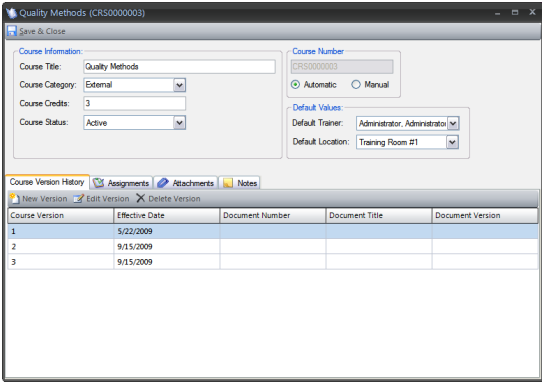 Quality Methods (CRS0000003)
Save & Close
Course Information:
Course Title: Quality Methods
Course Category: External
Course Credits: 3
Course Status: Active
Course Number
CRS0000003
Automatic Manual
Default Values:
Default Trainer: Administrator, Administrator
Default Location: Training Room #1
Course Version History Assignments Attachments Notes
New Version Edit Version Delete Version
Course Version Effective Date Document Number Document Title Document Version
1 5/22/2009
2 9/15/2009
3 9/15/2009